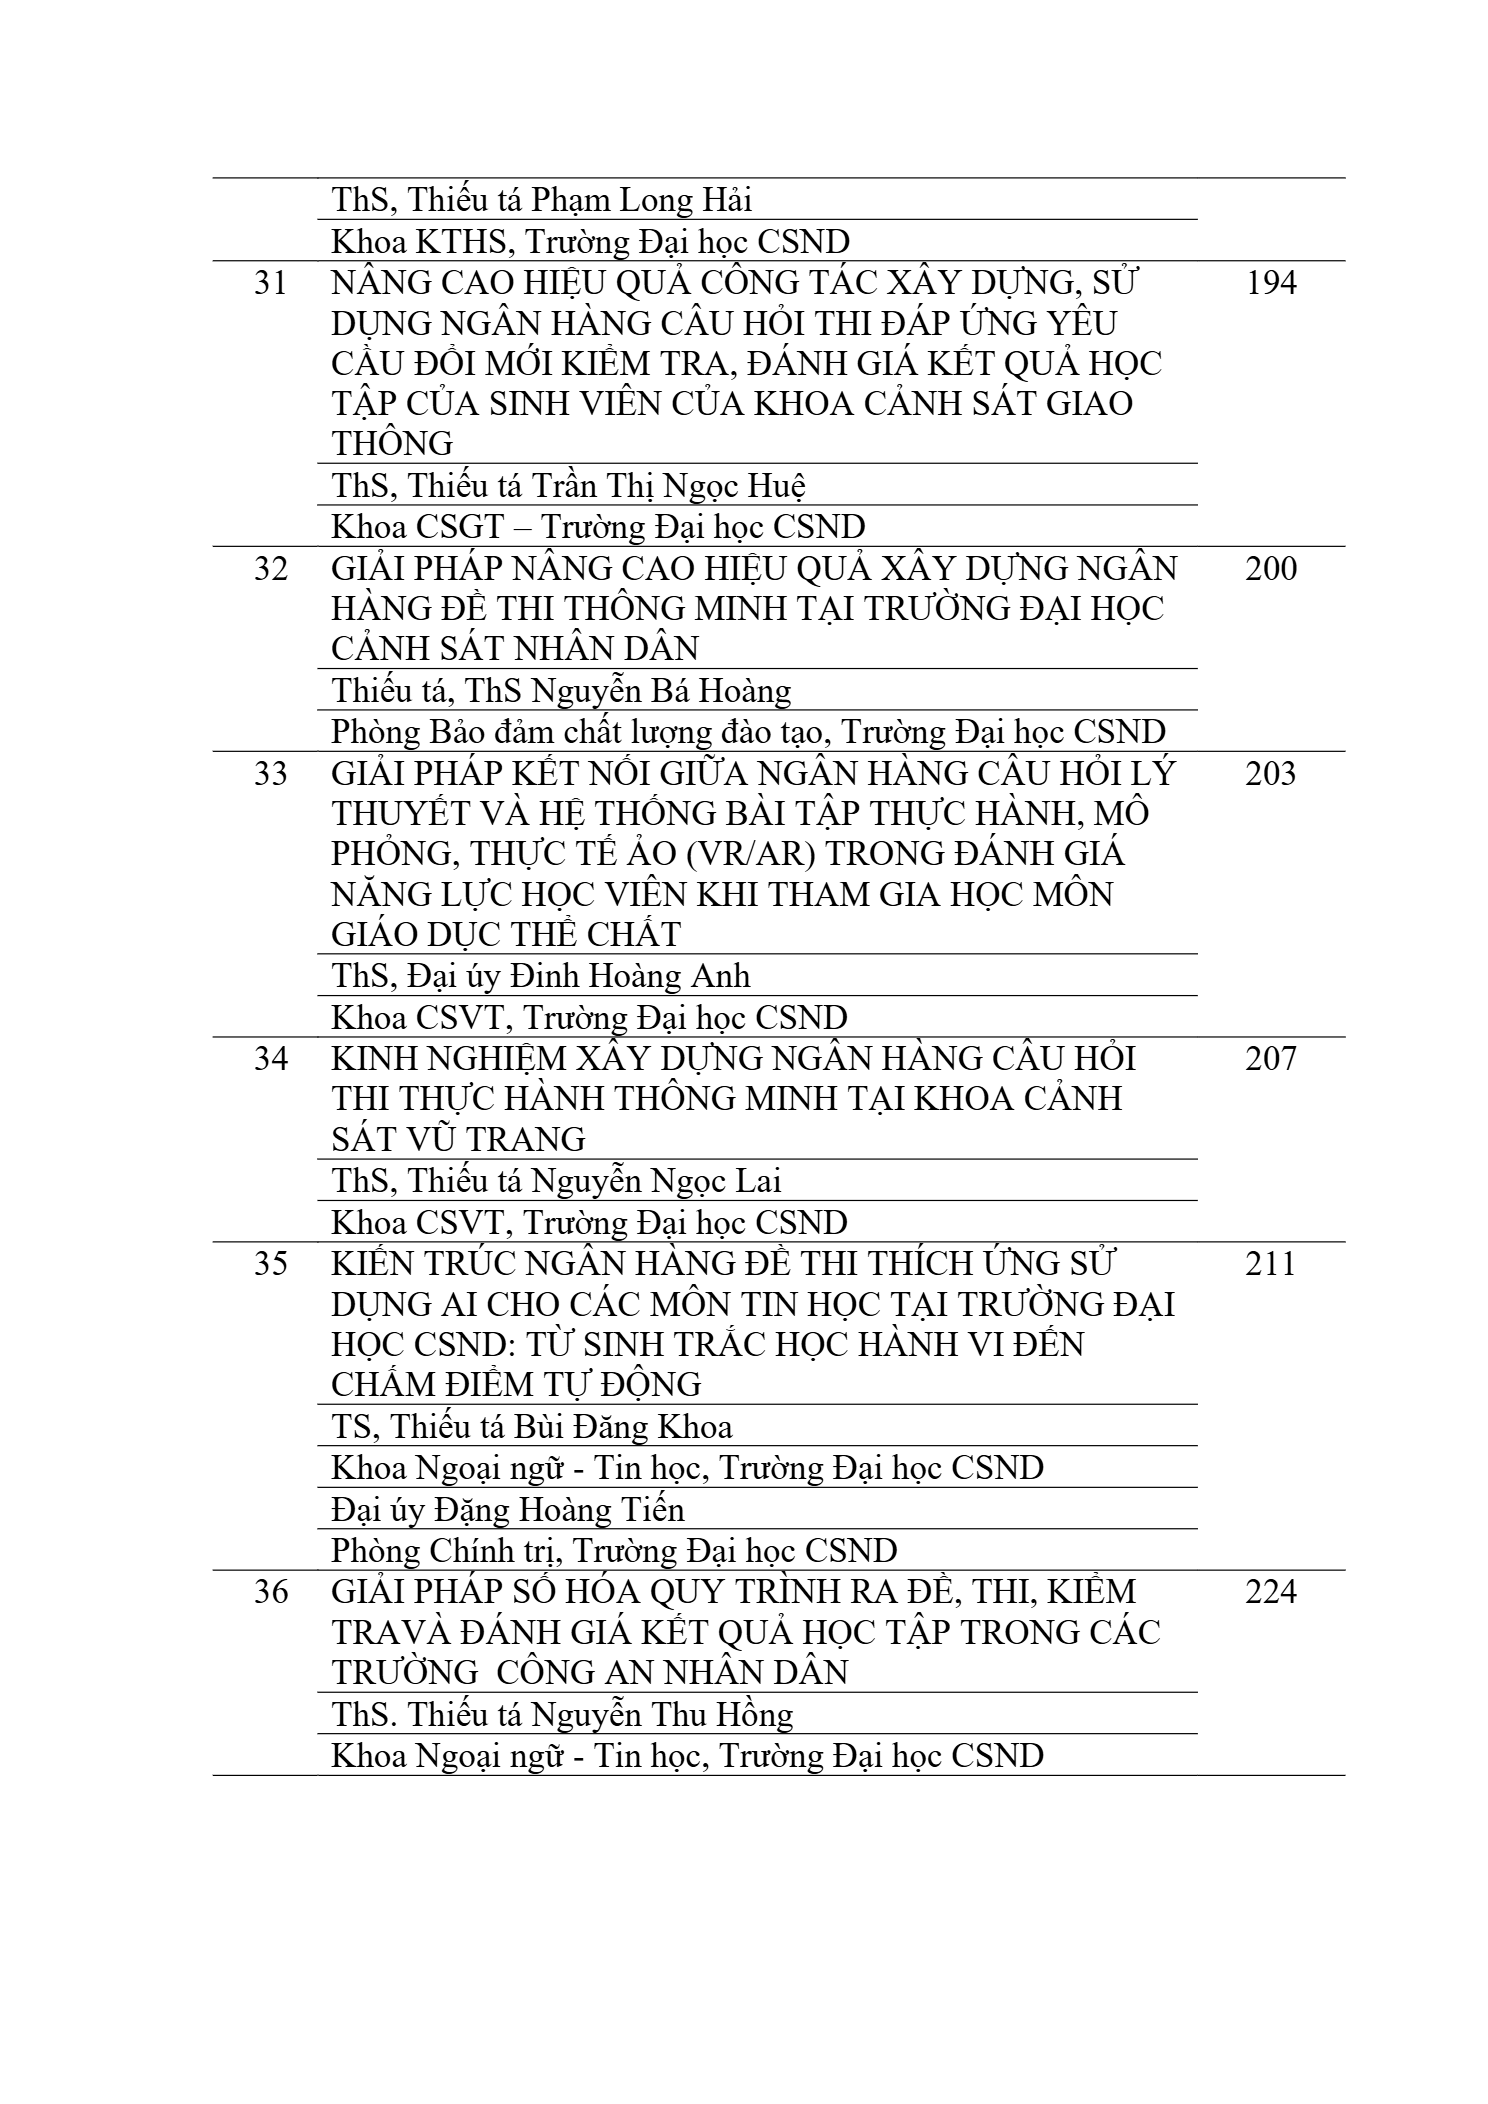 ThS, Thiếu tá Phạm Long Hải
Khoa KTHS, Trường Đại học CSND
31 NÂNG CAO HIỆU QUẢ CÔNG TÁC XÂY DỰNG, SỬ 194
DỤNG NGÂN HÀNG CÂU HỎI THI ĐÁP ỨNG YÊU
CẦU ĐỔI MỚI KIỂM TRA, ĐÁNH GIÁ KẾT QUẢ HỌC
TẬP CỦA SINH VIÊN CỦA KHOA CẢNH SÁT GIAO
THÔNG
ThS, Thiếu tá Trần Thị Ngọc Huệ
Khoa CSGT – Trường Đại học CSND
32 GIẢI PHÁP NÂNG CAO HIỆU QUẢ XÂY DỰNG NGÂN 200
HÀNG ĐỀ THI THÔNG MINH TẠI TRƯỜNG ĐẠI HỌC
CẢNH SÁT NHÂN DÂN
Thiếu tá, ThS Nguyễn Bá Hoàng
Phòng Bảo đảm chất lượng đào tạo, Trường Đại học CSND
33 GIẢI PHÁP KẾT NỐI GIỮA NGÂN HÀNG CÂU HỎI LÝ 203
THUYẾT VÀ HỆ THỐNG BÀI TẬP THỰC HÀNH, MÔ
PHỎNG, THỰC TẾ ẢO (VR/AR) TRONG ĐÁNH GIÁ
NĂNG LỰC HỌC VIÊN KHI THAM GIA HỌC MÔN
GIÁO DỤC THỂ CHẤT
ThS, Đại úy Đinh Hoàng Anh
Khoa CSVT, Trường Đại học CSND
34 KINH NGHIỆM XÂY DỰNG NGÂN HÀNG CÂU HỎI 207
THI THỰC HÀNH THÔNG MINH TẠI KHOA CẢNH
SÁT VŨ TRANG
ThS, Thiếu tá Nguyễn Ngọc Lai
Khoa CSVT, Trường Đại học CSND
35 KIẾN TRÚC NGÂN HÀNG ĐỀ THI THÍCH ỨNG SỬ 211
DỤNG AI CHO CÁC MÔN TIN HỌC TẠI TRƯỜNG ĐẠI
HỌC CSND: TỪ SINH TRẮC HỌC HÀNH VI ĐẾN
CHẤM ĐIỂM TỰ ĐỘNG
TS, Thiếu tá Bùi Đăng Khoa
Khoa Ngoại ngữ - Tin học, Trường Đại học CSND
Đại úy Đặng Hoàng Tiến
Phòng Chính trị, Trường Đại học CSND
36 GIẢI PHÁP SỐ HÓA QUY TRÌNH RA ĐỀ, THI, KIỂM 224
TRAVÀ ĐÁNH GIÁ KẾT QUẢ HỌC TẬP TRONG CÁC
TRƯỜNG  CÔNG AN NHÂN DÂN
ThS. Thiếu tá Nguyễn Thu Hồng
Khoa Ngoại ngữ - Tin học, Trường Đại học CSND